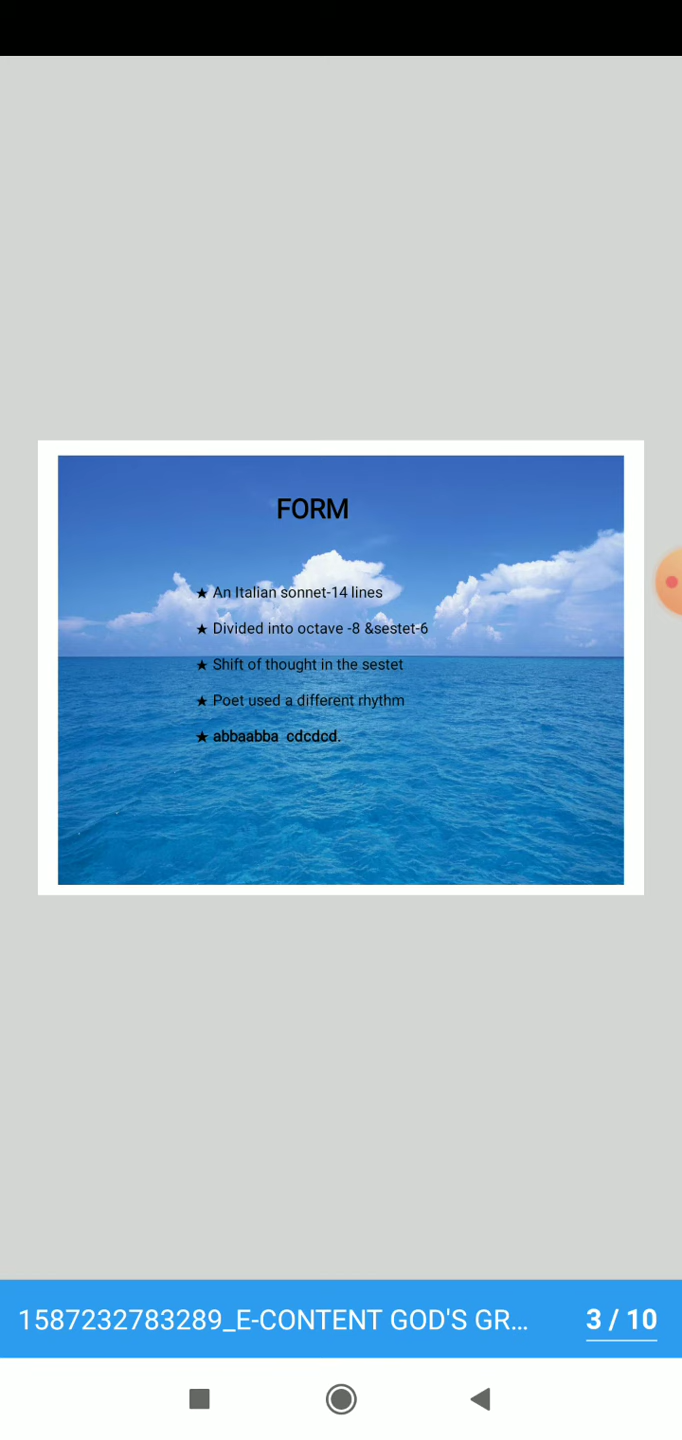 FORM
★ An Italian sonnet-14 lines
★ Divided into octave -8 &sestet-6
★ Shift of thought in the sestet
★ Poet used a different rhythm
★ abbaabba cdcdcd.
1587232783289_E-CONTENT GOD'S GR... 3 / 10